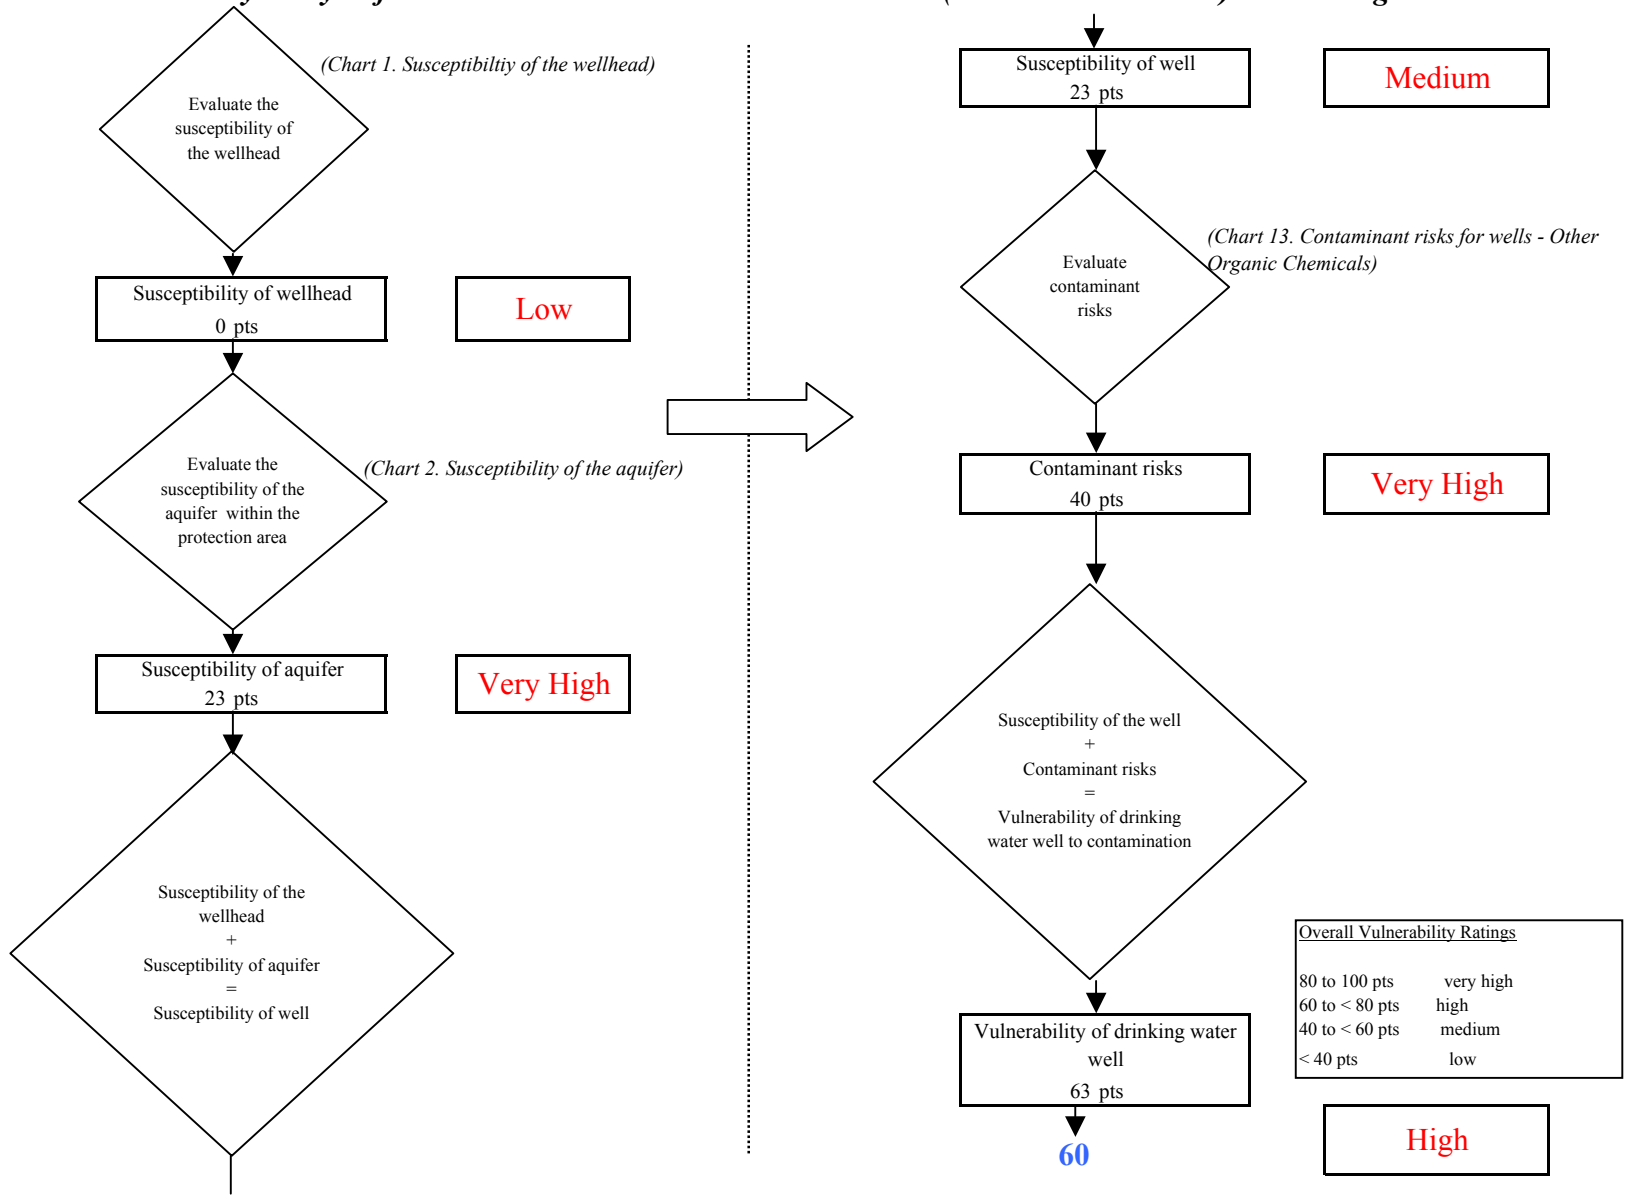 (Chart 1. Susceptibiltiy of the wellhead)
Evaluate the
susceptibility of
the wellhead
Susceptibility of wellhead
0 pts
Low
Evaluate the
susceptibility of the
aquifer within the
protection area
(Chart 2. Susceptibility of the aquifer)
Susceptibility of aquifer
23 pts
Very High
Susceptibility of the
wellhead
+
Susceptibility of aquifer
=
Susceptibility of well
Susceptibility of well
23 pts
Medium
(Chart 13. Contaminant risks for wells - Other
Organic Chemicals)
Evaluate
contaminant
risks
Contaminant risks
40 pts
Very High
Susceptibility of the well
+
Contaminant risks
=
Vulnerability of drinking
water well to contamination
Vulnerability of drinking water
well
63 pts
60
Overall Vulnerability Ratings
80 to 100 pts very high
60 to < 80 pts high
40 to < 60 pts medium
< 40 pts low
High